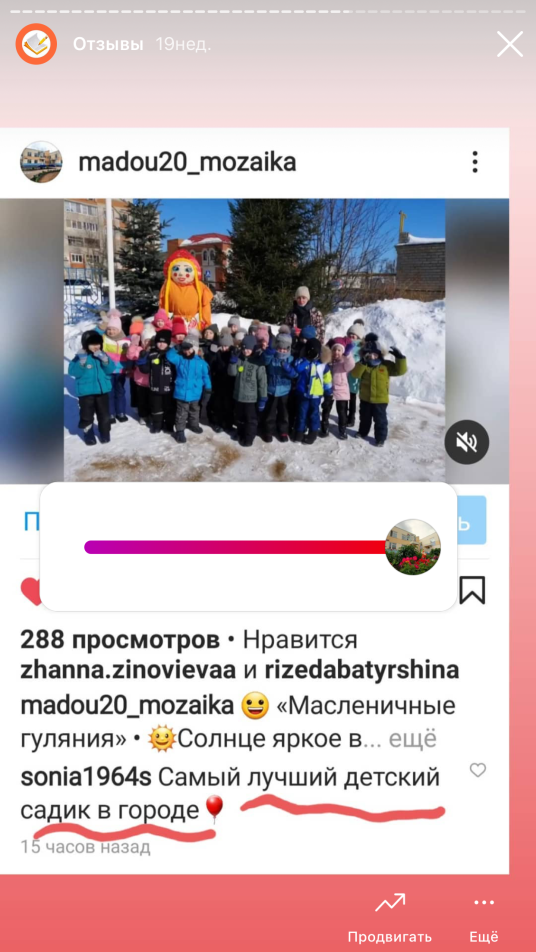 Отзывы 19нед.
madou20_mozaika
П
ь
288 просмотров • Нравится
zhanna.zinovievaa и rizedabatyrshina
madou20_mozaika 😀 «Масленичные
гуляния» • 🌞Солнце яркое в... ещё
sonia1964s Самый лучший детский
садик в городе🎈
15 часов назад
Продвигать
Ещё